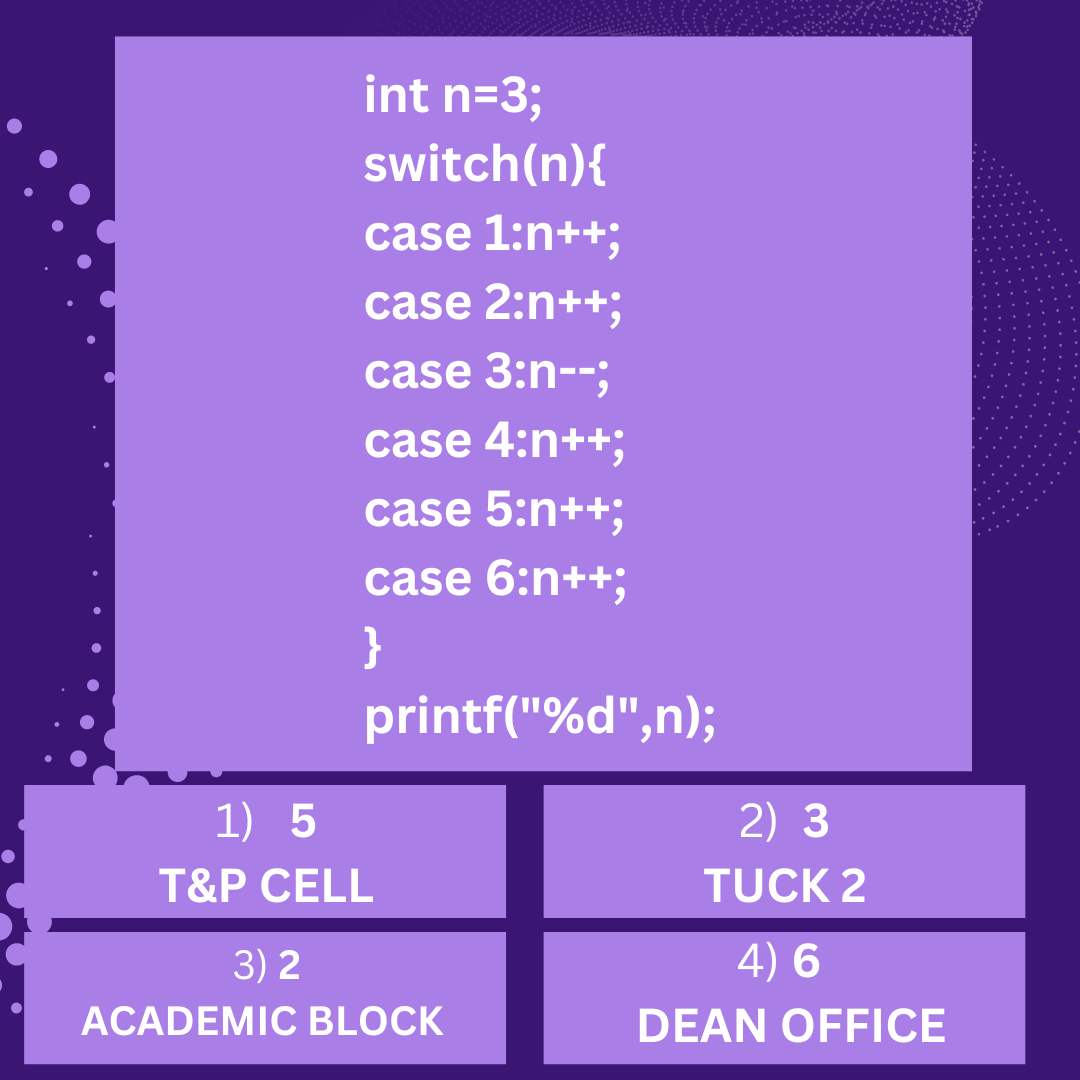 int n=3;
switch(n){
case 1:n++;
case 2:n++;
case 3:n--;
case 4:n++;
case 5:n++;
case 6:n++;
}
printf("%d",n);
1) 5
T&P CELL
2) 3
TUCK 2
3) 2
ACADEMIC BLOCK
4) 6
DEAN OFFICE